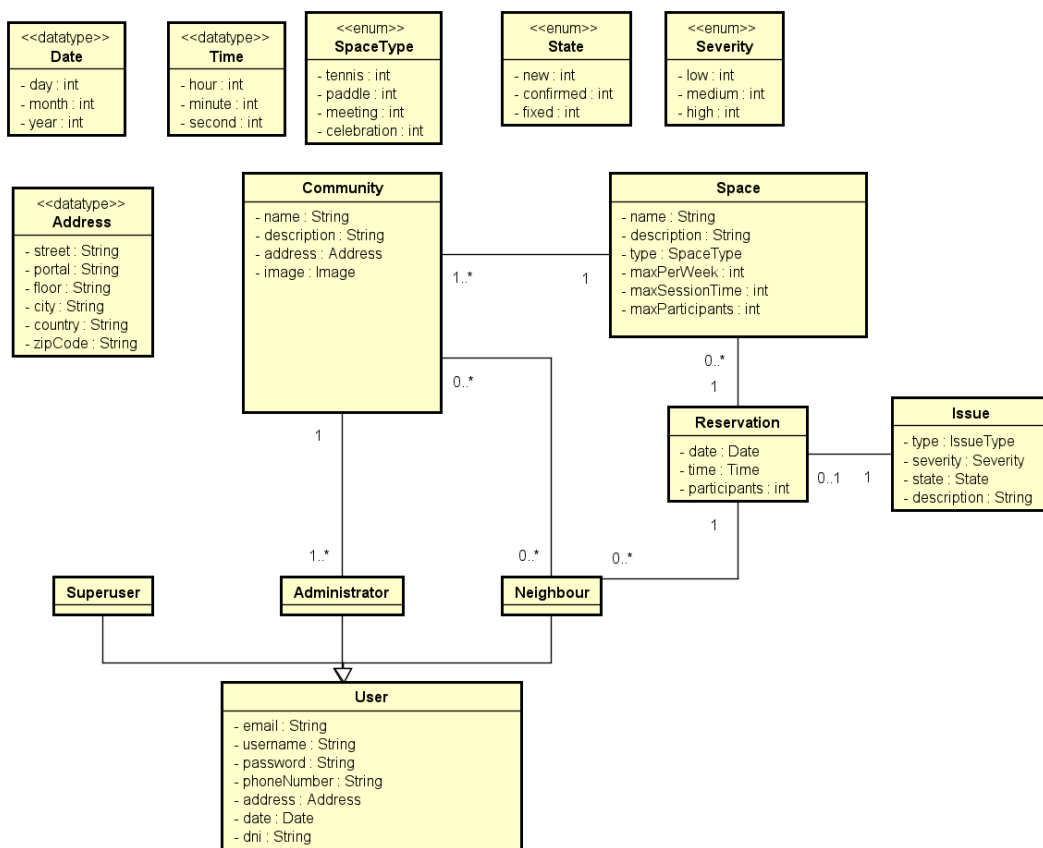 <<datatype>>
Date
- day : int
- month : int
- year : int
<<datatype>>
Time
- hour : int
- minute : int
- second : int
<<enum>>
SpaceType
- tennis : int
- paddle : int
- meeting : int
- celebration : int
<<enum>>
State
- new : int
- confirmed : int
- fixed : int
<<enum>>
Severity
- low : int
- medium : int
- high : int
<<datatype>>
Address
- street : String
- portal : String
- floor : String
- city : String
- country : String
- zipCode : String
Community
- name : String
- description : String
- address : Address
- image : Image
1..*
1
Space
- name : String
- description : String
- type : SpaceType
- maxPerWeek : int
- maxSessionTime : int
- maxParticipants : int
0..*
0..*
1
1
Reservation
- date : Date
- time : Time
- participants : int
0..1
1
Issue
- type : IssueType
- severity : Severity
- state : State
- description : String
1
1..*
0..*
0..*
Superuser
Administrator
Neighbour
User
- email : String
- username : String
- password : String
- phoneNumber : String
- address : Address
- date : Date
- dni : String